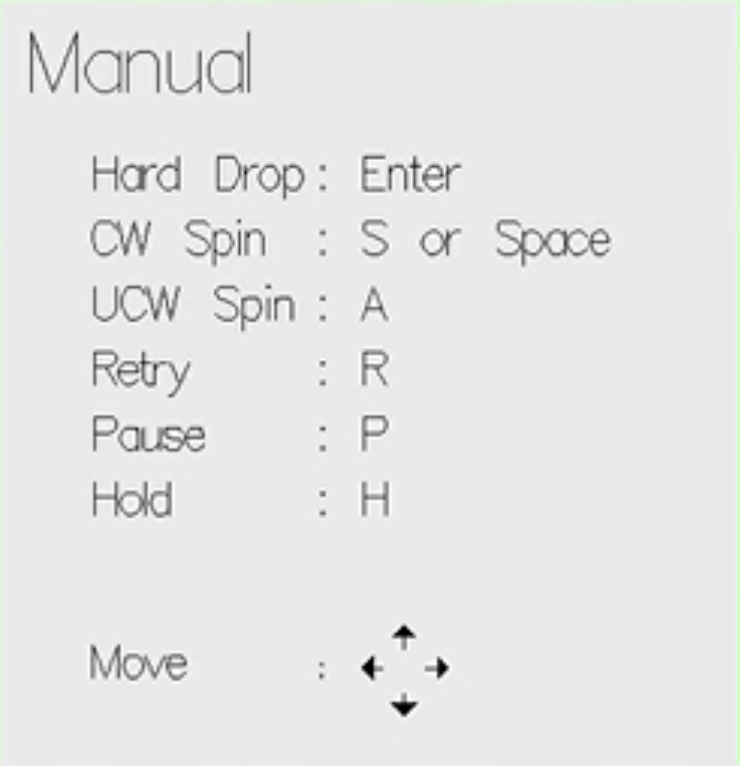 Manual
Hard Drop: Enter
CW Spin : S or Space
UCW Spin: A
Retry : R
Pause : P
Hold : H
Move :